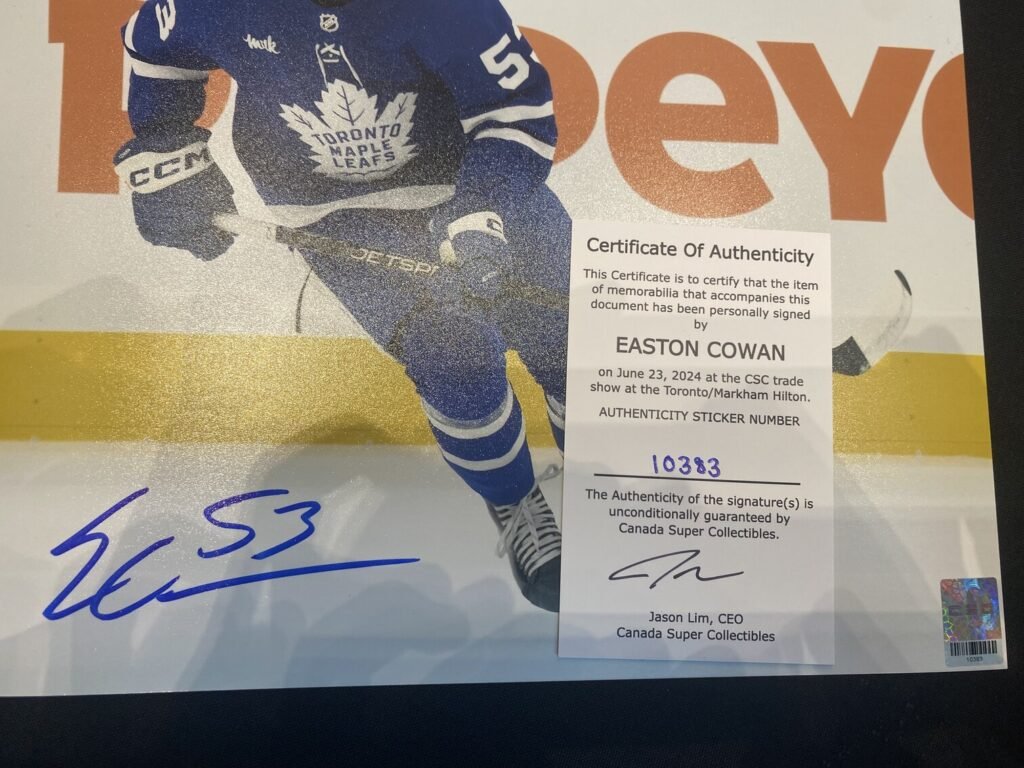 milk
53
TORONTO
MAPLE
LEAFS
CCM
Certificate Of Authenticity
This Certificate is to certify that the item
of memorabilia that accompanies this
document has been personally signed
by
EASTON COWAN
on June 23, 2024 at the CSC trade
show at the Toronto/Markham Hilton.
AUTHENTICITY STICKER NUMBER
10383
The Authenticity of the signature(s) is
unconditionally guaranteed by
Canada Super Collectibles.
Jason Lim, CEO
Canada Super Collectibles
53
10383